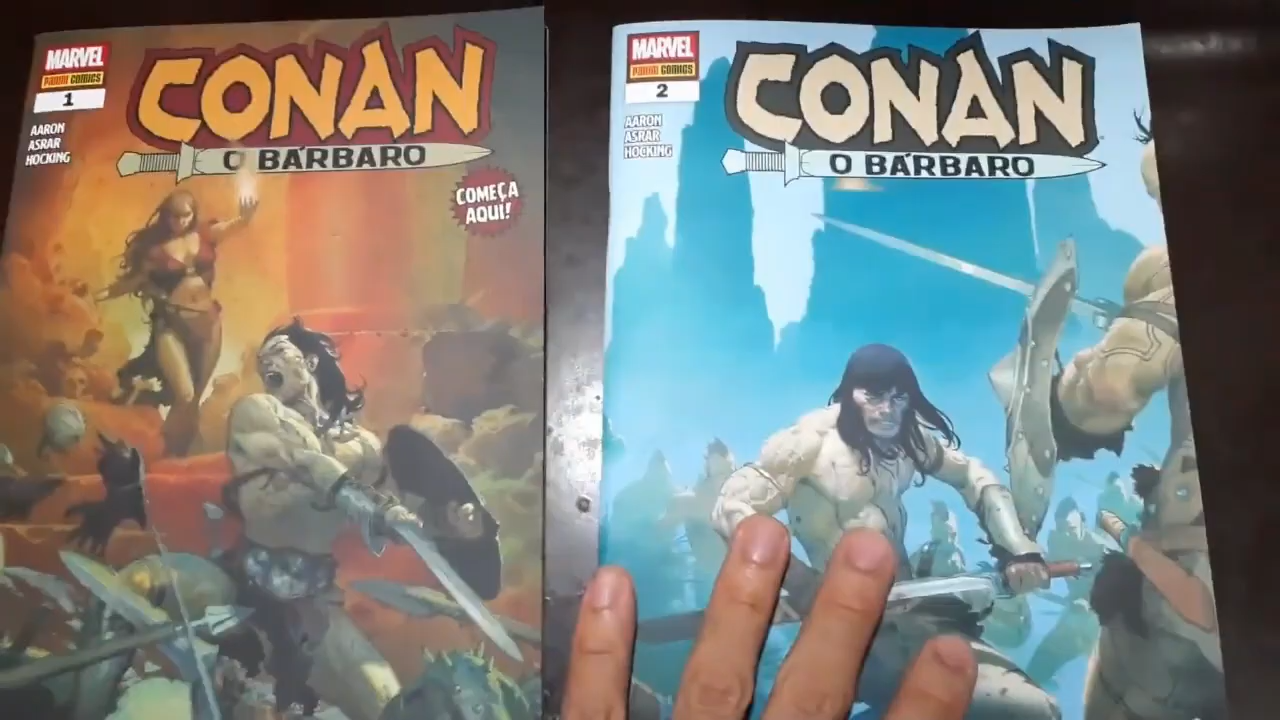 MARVEL
PANINI COMICS
1
AARON
ASRAR
HOCKING
CONAN
O BÁRBARO
COMEÇA
AQUI!
MARVEL
PANINI COMICS
2
AARON
ASRAR
HOCKING
CONAN
O BÁRBARO